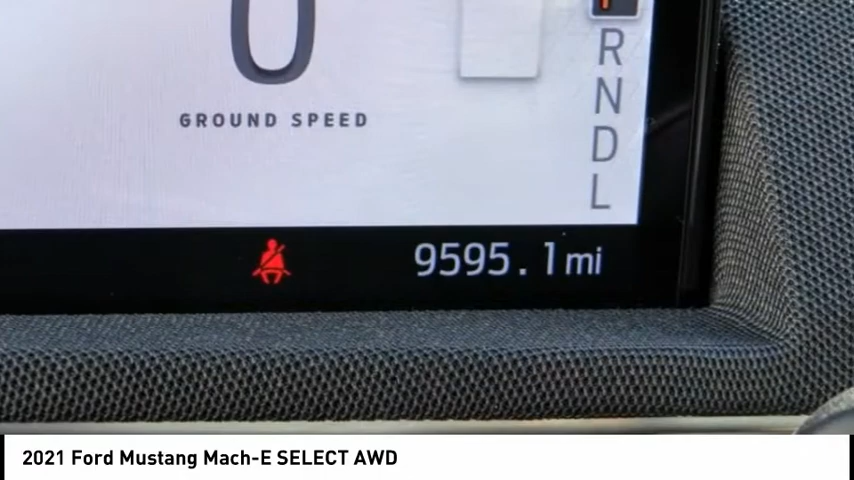 0
GROUND SPEED
R
N
D
L
9595.1mi
2021 Ford Mustang Mach-E SELECT AWD